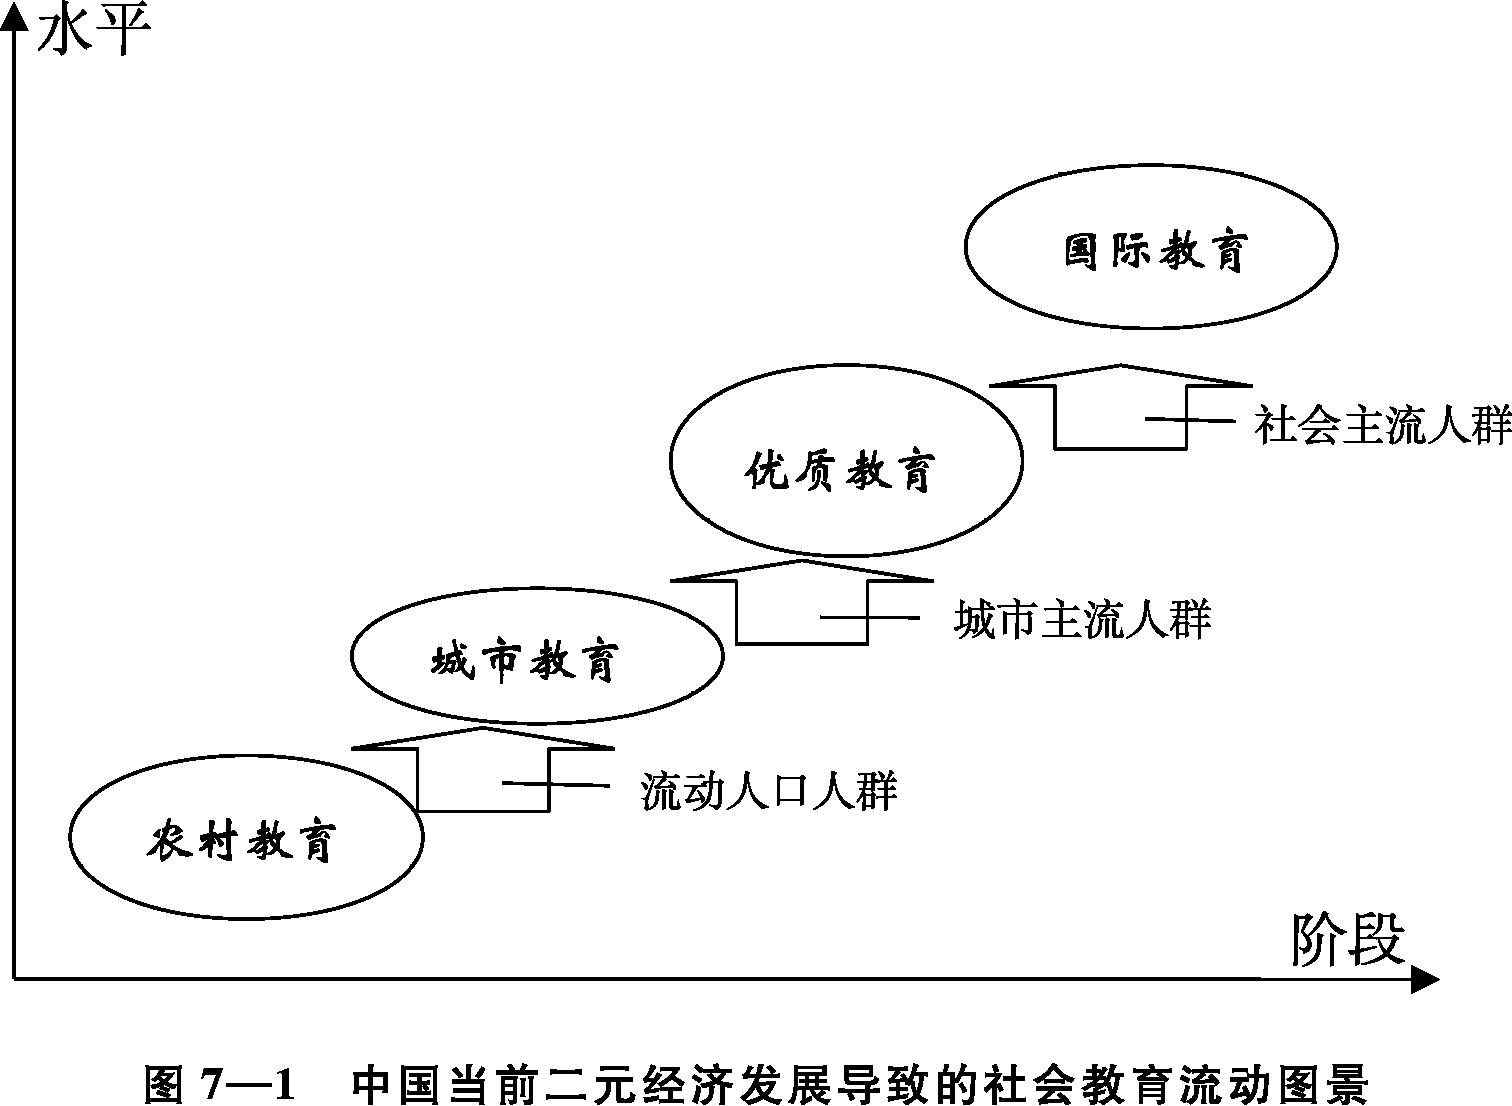 水平
国际教育
社会主流人群
优质教育
城市主流人群
城市教育
流动人口人群
农村教育
阶段
图 7—1 中国当前二元经济发展导致的社会教育流动图景